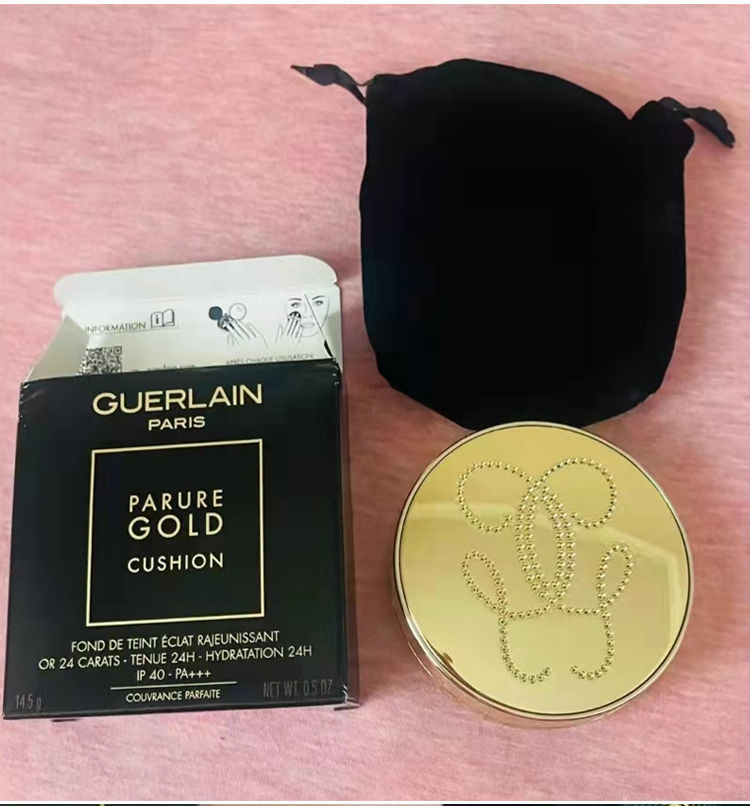 INFORMATION
APRÈS CHAQUE UTILISATION
GUERLAIN
PARIS
PARURE
GOLD
CUSHION
FOND DE TEINT ÉCLAT RAJEUNISSANT
OR 24 CARATS - TENUE 24H - HYDRATATION 24H
IP 40 - PA+++
COUVRANCE PARFAITE
14.5 g
NET WT. 0.5 OZ